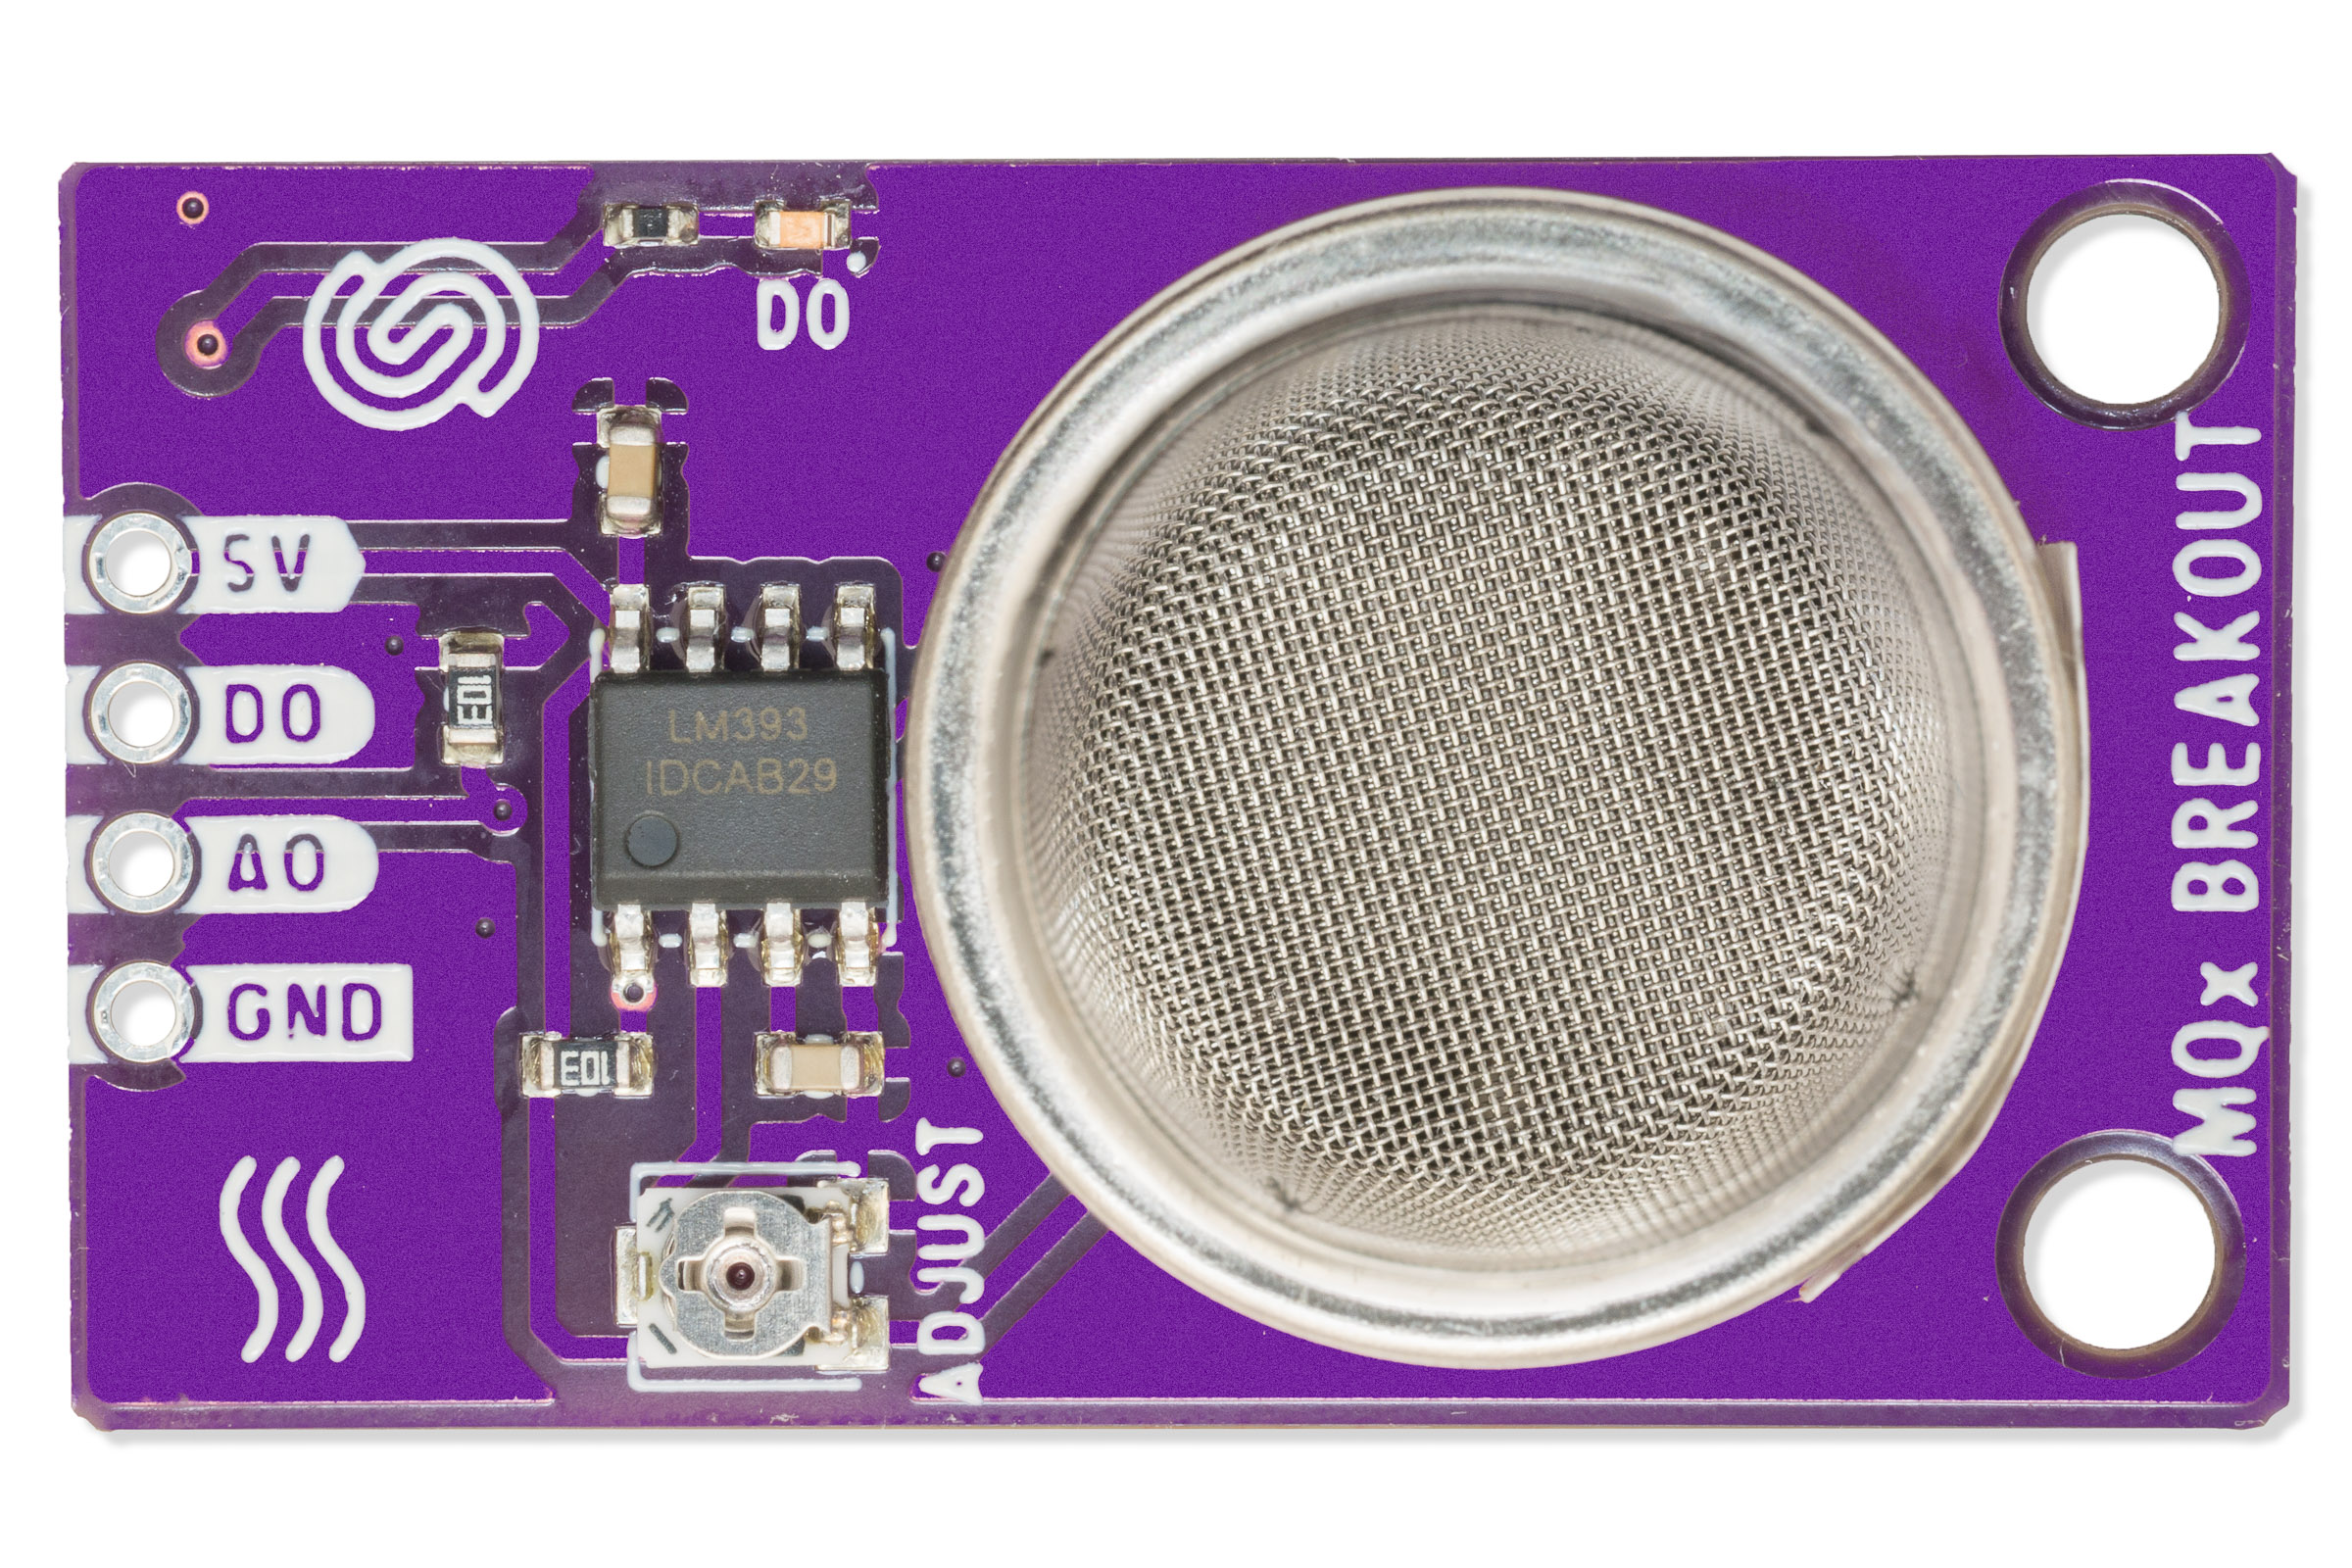 DO
5V
DO
AO
GND
LM393
IDCAB29
103
103
ADJUST
MQx BREAKOUT